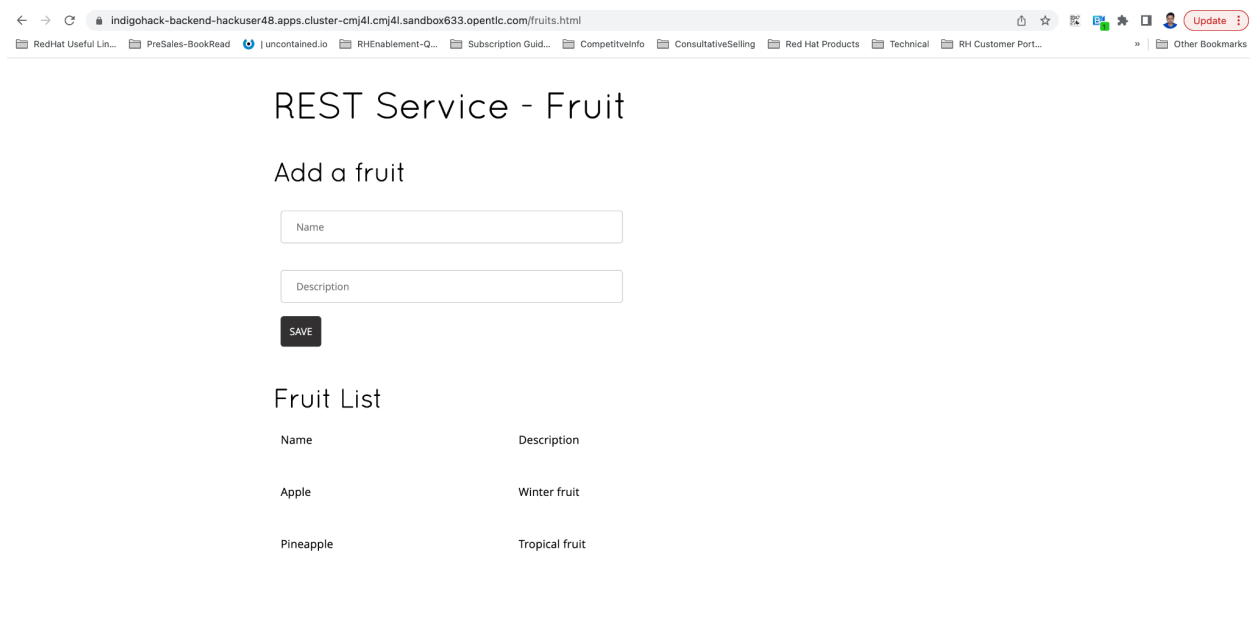 indigohack-backend-hackuser48.apps.cluster-cmj4l.cmj4l.sandbox633.opentlc.com/fruits.html Update
RedHat Useful Lin... PreSales-BookRead | uncontained.io RHEnablement-Q... Subscription Guid... CompetitveInfo ConsultativeSelling Red Hat Products Technical RH Customer Port... » Other Bookmarks
REST Service - Fruit
Add a fruit
Name
Description
SAVE
Fruit List
Name Description
Apple Winter fruit
Pineapple Tropical fruit